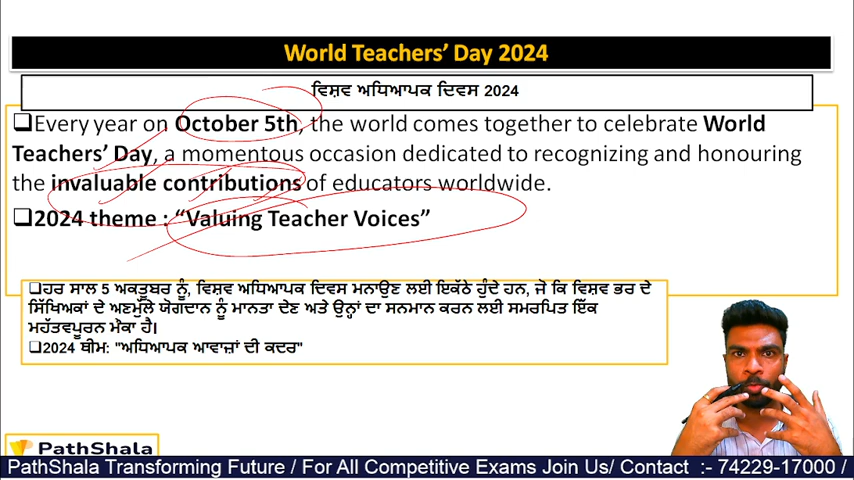 World Teachers' Day 2024
ਵਿਸ਼ਵ ਅਧਿਆਪਕ ਦਿਵਸ 2024
❑Every year on October 5th, the world comes together to celebrate World
Teachers' Day, a momentous occasion dedicated to recognizing and honouring
the invaluable contributions of educators worldwide.
❑2024 theme : “Valuing Teacher Voices”
❑ਹਰ ਸਾਲ 5 ਅਕਤੂਬਰ ਨੂੰ, ਵਿਸ਼ਵ ਅਧਿਆਪਕ ਦਿਵਸ ਮਨਾਉਣ ਲਈ ਇਕੱਠੇ ਹੁੰਦੇ ਹਨ, ਜੋ ਕਿ ਵਿਸ਼ਵ ਭਰ ਦੇ
ਸਿੱਖਿਅਕਾਂ ਦੇ ਅਣਮੁੱਲੇ ਯੋਗਦਾਨ ਨੂੰ ਮਾਨਤਾ ਦੇਣ ਅਤੇ ਉਨ੍ਹਾਂ ਦਾ ਸਨਮਾਨ ਕਰਨ ਲਈ ਸਮਰਪਿਤ ਇੱਕ
ਮਹੱਤਵਪੂਰਨ ਮੌਕਾ ਹੈ।
❑2024 ਥੀਮ: "ਅਧਿਆਪਕ ਆਵਾਜ਼ਾਂ ਦੀ ਕਦਰ"
PathShala
PathShala Transforming Future / For All Competitive Exams Join Us/ Contact :- 74229-17000 /